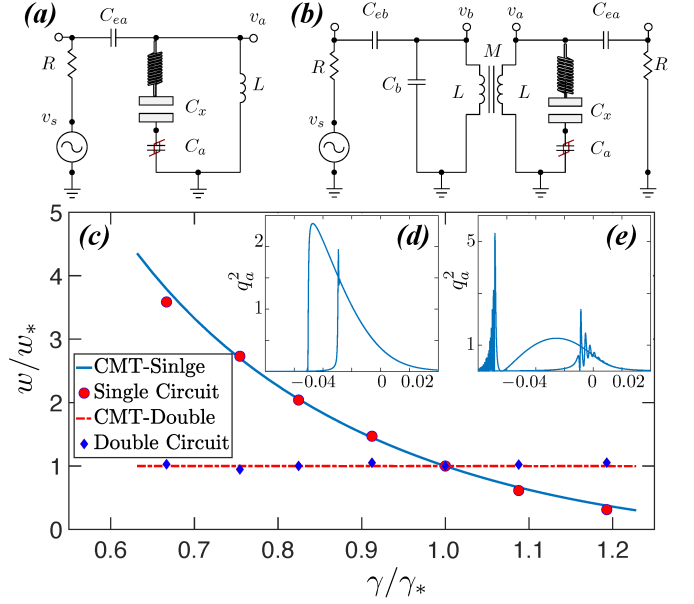 (a)
C_ea
v_a
R
L
C_x
v_s
C_a
(b)
C_eb
v_b
v_a
C_ea
M
R
C_b
L
L
R
C_x
v_s
C_a
(c)
w/w_*
5
4
3
2
1
0
0.6
0.7
0.8
0.9
1.0
1.1
1.2
γ/γ_*
CMT-Sinlge
Single Circuit
CMT-Double
Double Circuit
(d)
q_a^2
2
1
-0.04
0
0.02
(e)
q_a^2
5
1
-0.04
0
0.02